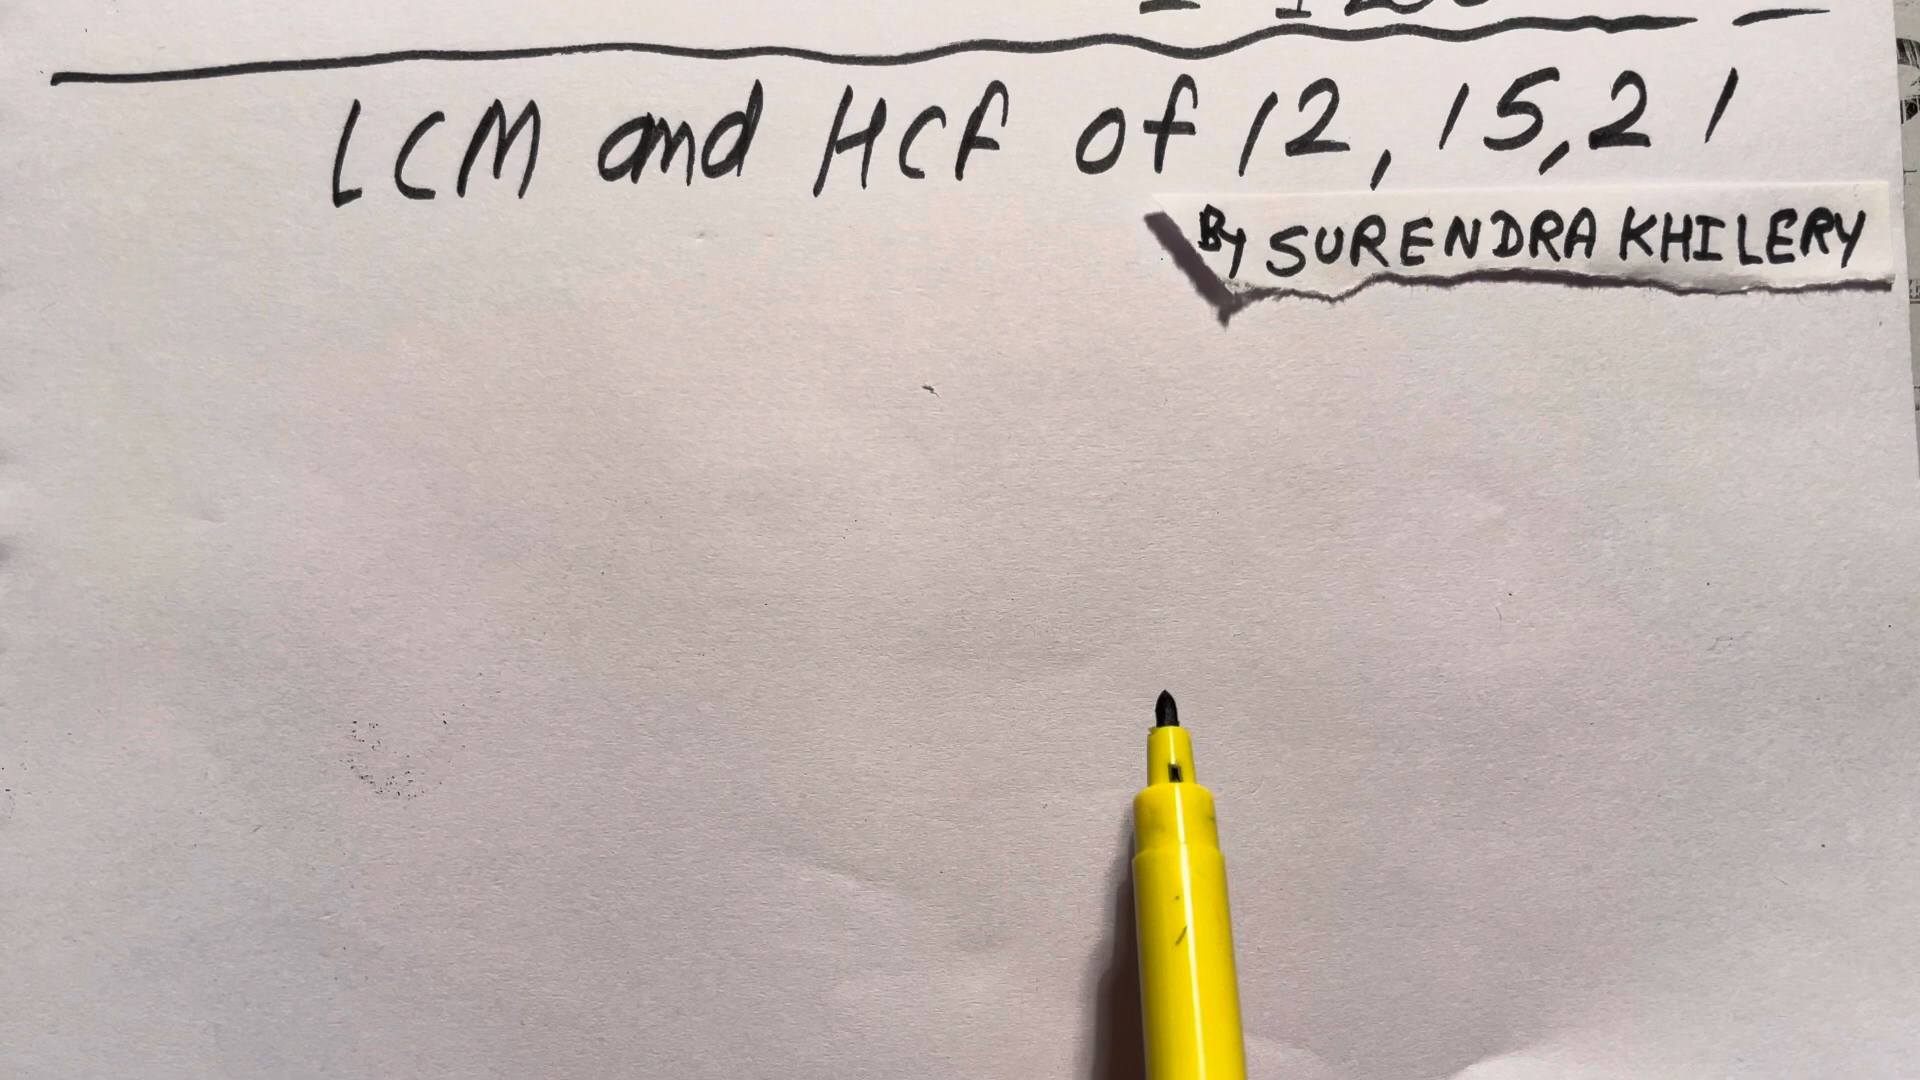 LCM and HCF of 12, 15, 21
By SURENDRA KHILERY